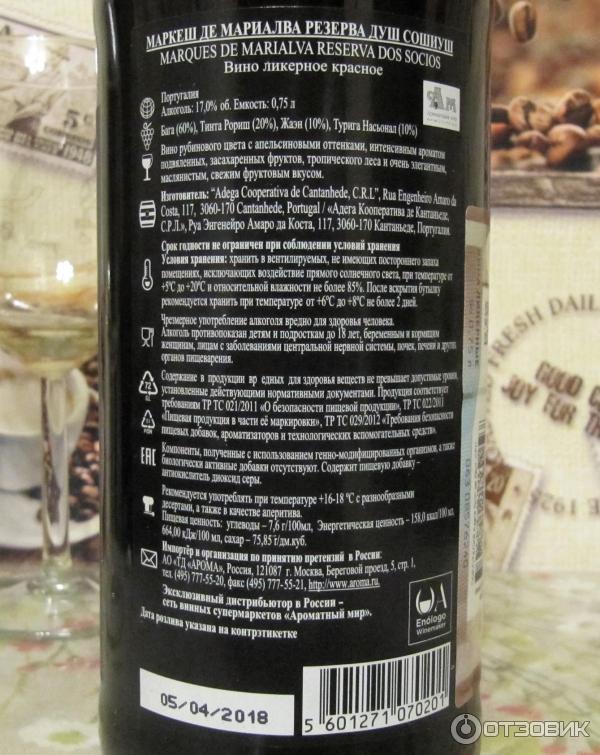 МАРКЕШ ДЕ МАРИАЛВА РЕЗЕРВА ДУШ СОШИУШ
MARQUES DE MARIALVA RESERVA DOS SOCIOS
Вино ликерное красное
Португалия
Алкоголь: 17,0% об. Емкость: 0,75 л
Бага (60%), Тинта Рориш (20%), Жаэн (10%), Турига Насьонал (10%)
Вино рубинового цвета с апельсиновыми оттенками, интенсивным ароматом
подвяленных, засахаренных фруктов, тропического леса и очень элегантным,
маслянистым, свежим фруктовым вкусом.
Изготовитель: "Adega Cooperativa de Cantanhede, C.R.L", Rua Engenheiro Amaro da
Costa, 117, 3060-170 Cantanhede, Portugal / «Адега Кооператива де Кантаньеде,
С.Р.Л.», Руа Энгенейро Амаро да Коста, 117, 3060-170 Кантаньеде, Португалия.
Срок годности не ограничен при соблюдении условий хранения
Условия хранения: хранить в вентилируемых, не имеющих постороннего запаха
помещениях, исключающих воздействие прямого солнечного света, при температуре от
+5°С до +20°С и относительной влажности не более 85%. После вскрытия бутылку
рекомендуется хранить при температуре от +6°С до +8°С не более 2 дней.
Чрезмерное употребление алкоголя вредно для здоровья человека.
Алкоголь противопоказан детям и подросткам до 18 лет, беременным и кормящим
женщинам, лицам с заболеваниями центральной нервной системы, почек, печени и других
органов пищеварения.
Содержание в продукции вр едных для здоровья веществ не превышает допустимые уровни,
установленные действующими нормативными документами. Продукция соответствует
требованиям ТР ТС 021/2011 «О безопасности пищевой продукции», ТР ТС 022/2011
«Пищевая продукция в части её маркировки», ТР ТС 029/2012 «Требования безопасности
пищевых добавок, ароматизаторов и технологических вспомогательных средств».
Компоненты, полученные с использованием генно-модифицированных организмов, а также
биологически активные добавки отсутствуют. Содержит пищевую добавку –
антиокислитель диоксид серы.
EAC
Рекомендуется употреблять при температуре +16-18 °С с разнообразными
десертами, а также в качестве аперитива.
Пищевая ценность: углеводы – 7,6 г/100мл, Энергетическая ценность – 158,0 ккал/100 мл,
664,00 кДж/100 мл, сахар – 75,85 г/дм.куб.
Импортёр и организация по принятию претензий в России:
АО «ТД «АРОМА», Россия, 121087 г. Москва, Береговой проезд, 5, стр. 1,
тел. (495) 777-55-20, факс (495) 777-55-21, http://www.aroma.ru.
Эксклюзивный дистрибьютор в России –
сеть винных супермаркетов «Ароматный мир».
Дата розлива указана на контрэтикетке
Enólogo
Winemaker
05/04/2018
5 601271 070201
FRESH DAIL
GOOD
JOY FOR
ОТЗОВИК